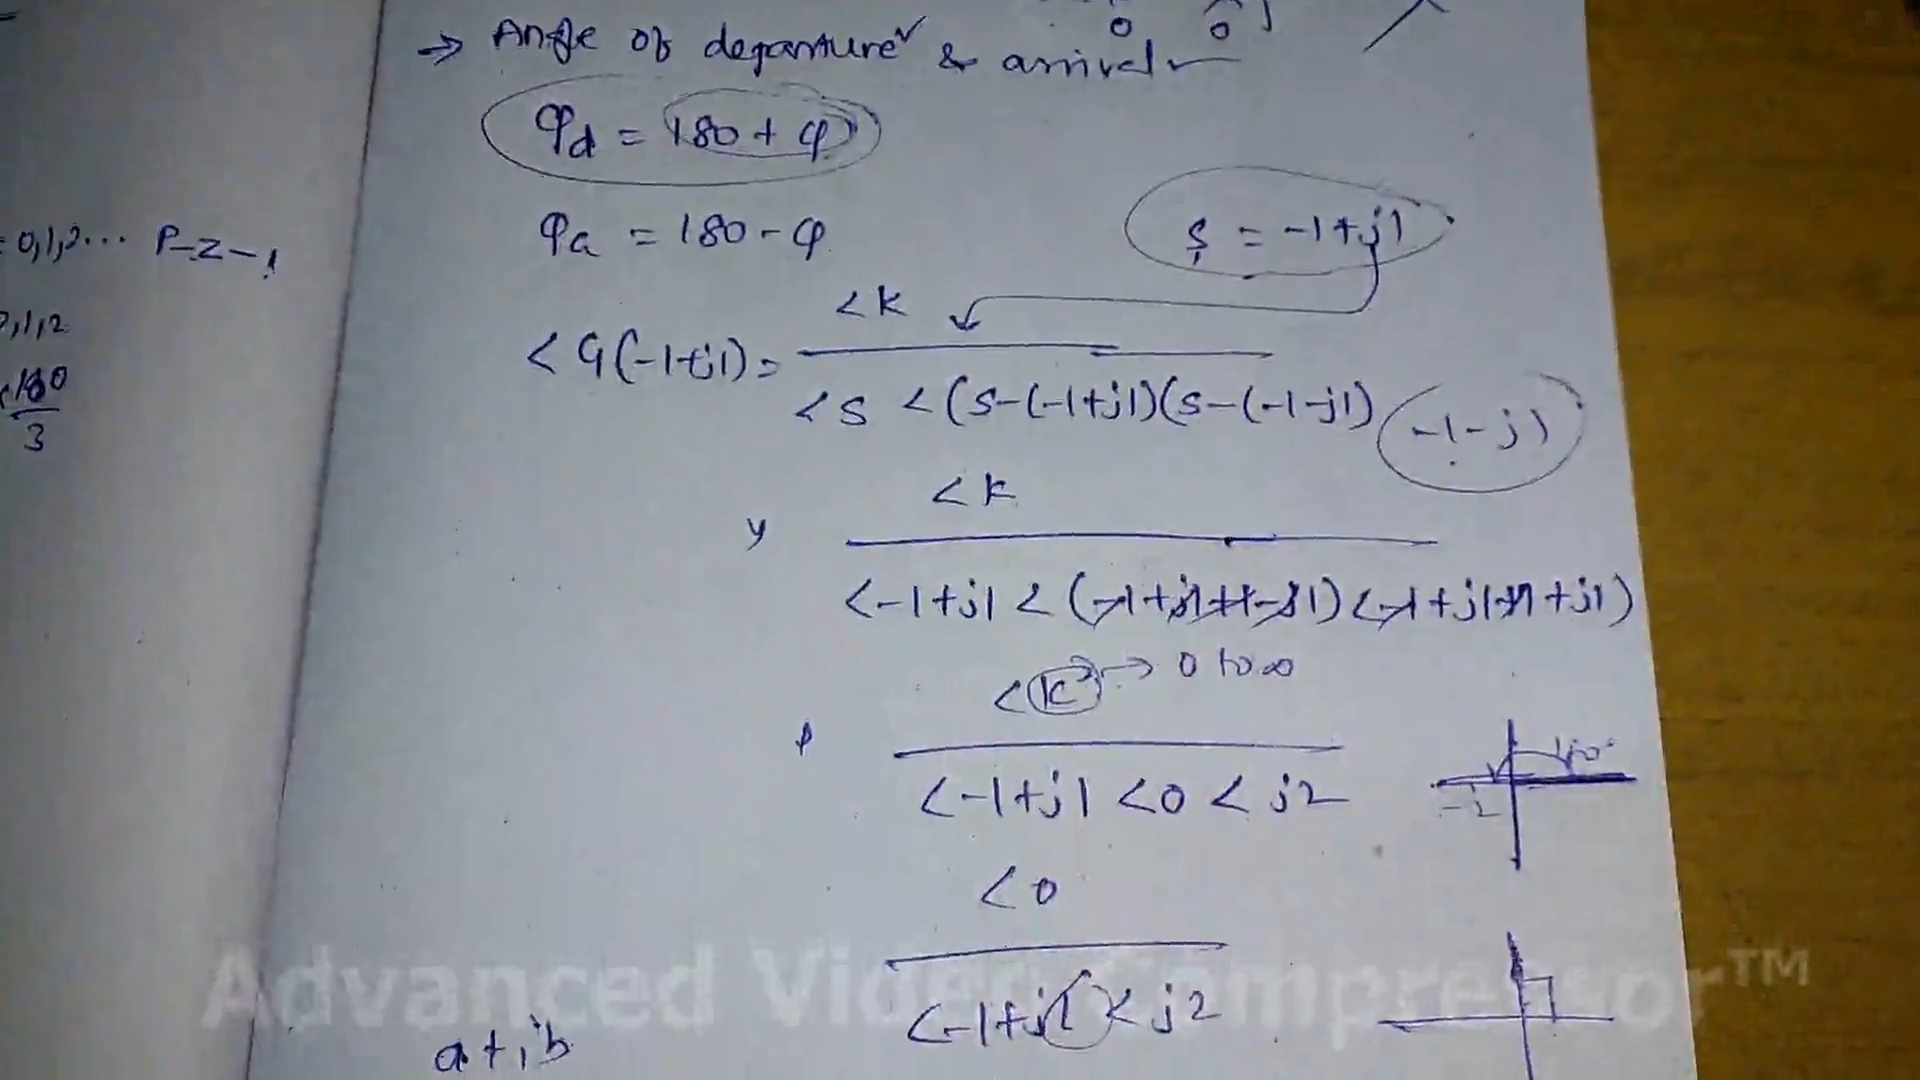 → Angle of departure & arrival
φd = 180 + φ
= 0,1,2... P-Z-1
φa = 180 - φ
s = -1+j1
<K
,1,2
<G(-1+j1) =
180
3
<s <(s-(-1+j1)(s-(-1-j1)
-1-j1
<K
<-1+j1 <(-1+j1+1-j1) <-1+j1+1+j1)
<K → 0 to ∞
<-1+j1 <0 < j2
-1
<0
<-1+j1 < j2
a+jb
Advanced Video Compressor™